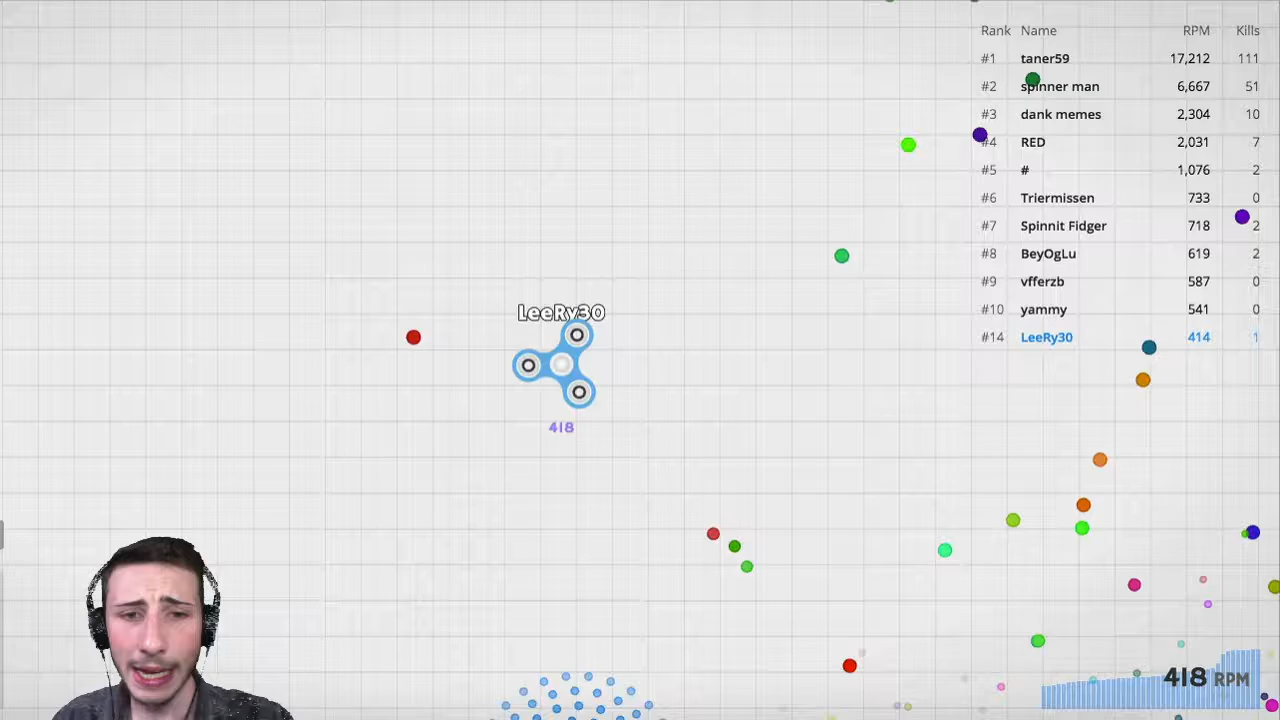 Rank Name RPM Kills
#1 taner59 17,212 111
#2 spinner man 6,667 51
#3 dank memes 2,304 10
#4 RED 2,031 7
#5 # 1,076 2
#6 Triermissen 733 0
#7 Spinnit Fidger 718 2
#8 BeyOgLu 619 2
#9 vfferzb 587 0
#10 yammy 541 0
#14 LeeRy30 414 1
LeeRy30
418
418 RPM